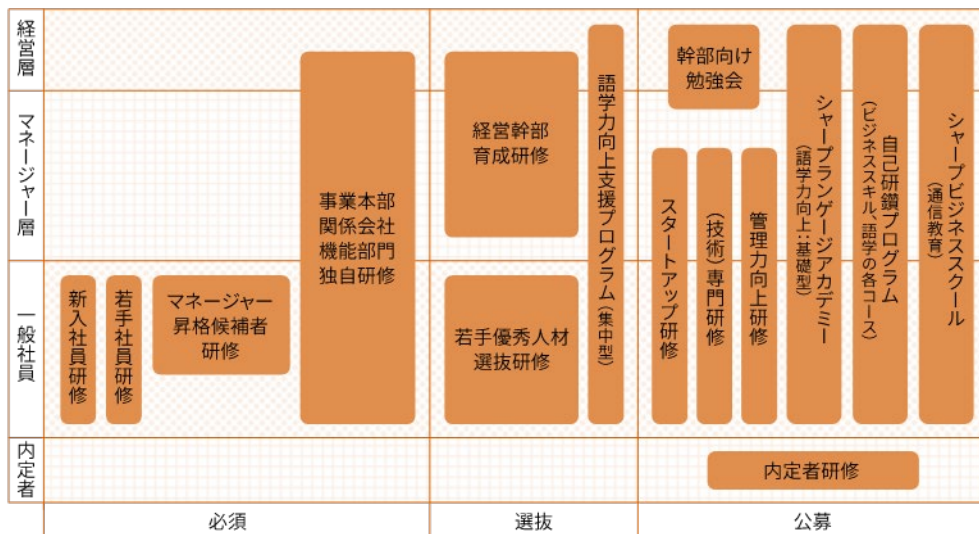 経営層
マネージャー層
一般社員
内定者
新入社員研修
若手社員研修
マネージャー
昇格候補者
研修
事業本部
関係会社
機能部門
独自研修
経営幹部
育成研修
若手優秀人材
選抜研修
語学力向上支援プログラム（集中型）
幹部向け
勉強会
スタートアップ研修
（技術）専門研修
管理力向上研修
シャープランゲージアカデミー
（語学力向上：基礎型）
自己研鑽プログラム
（ビジネススキル、語学の各コース）
シャープビジネススクール
（通信教育）
内定者研修
必須
選抜
公募